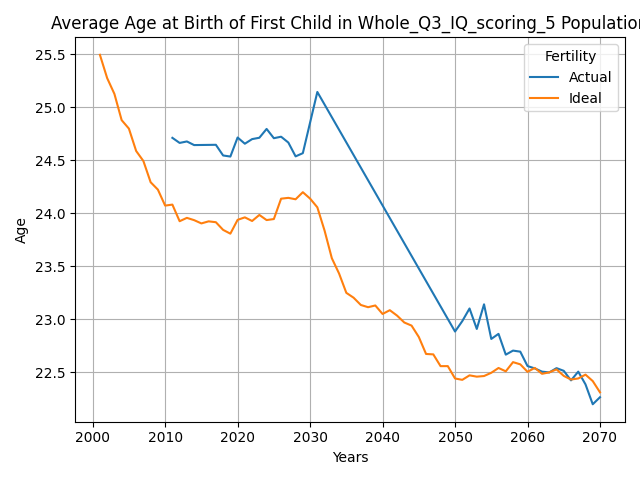 Average Age at Birth of First Child in Whole_Q3_IQ_scoring_5 Population
Fertility
Actual
Ideal
25.5
25.0
24.5
24.0
23.5
23.0
22.5
Age
2000 2010 2020 2030 2040 2050 2060 2070
Years